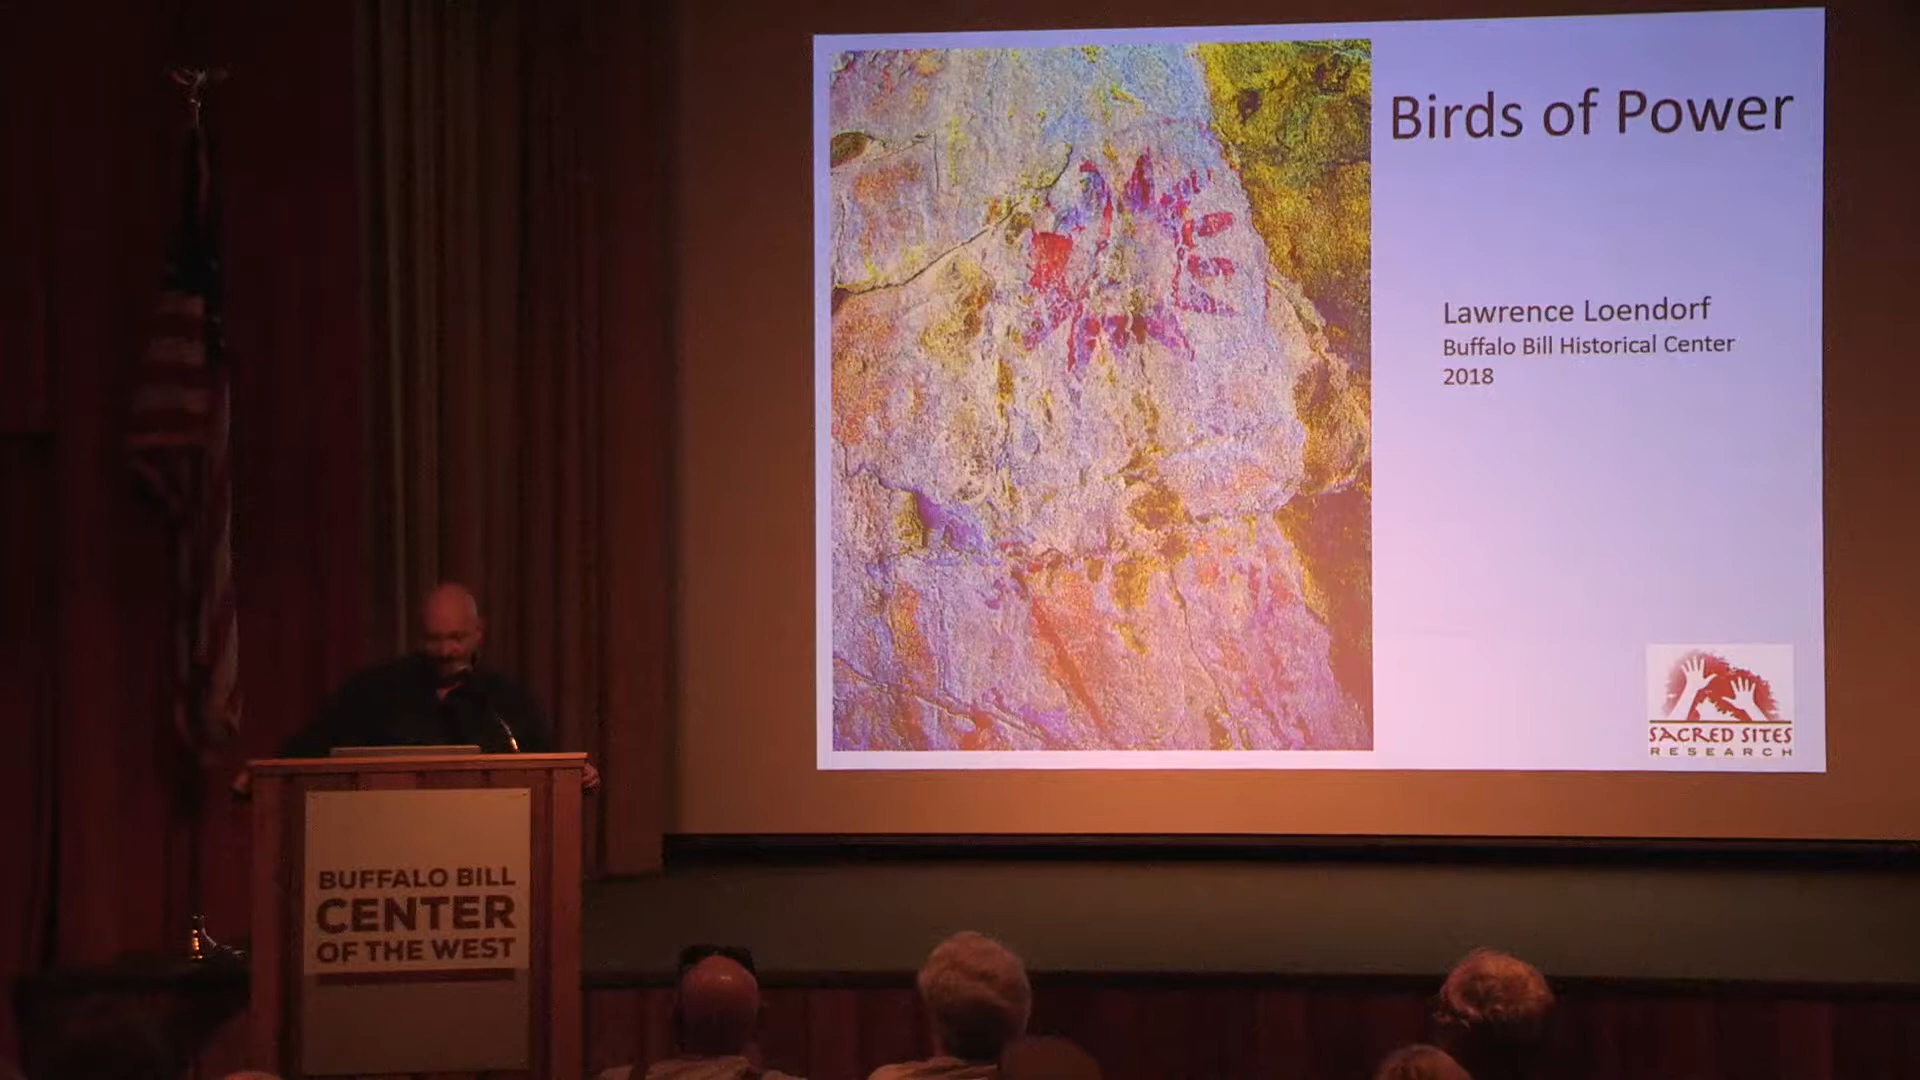 Birds of Power
Lawrence Loendorf
Buffalo Bill Historical Center
2018
SACRED SITES
RESEARCH
BUFFALO BILL
CENTER
OF THE WEST